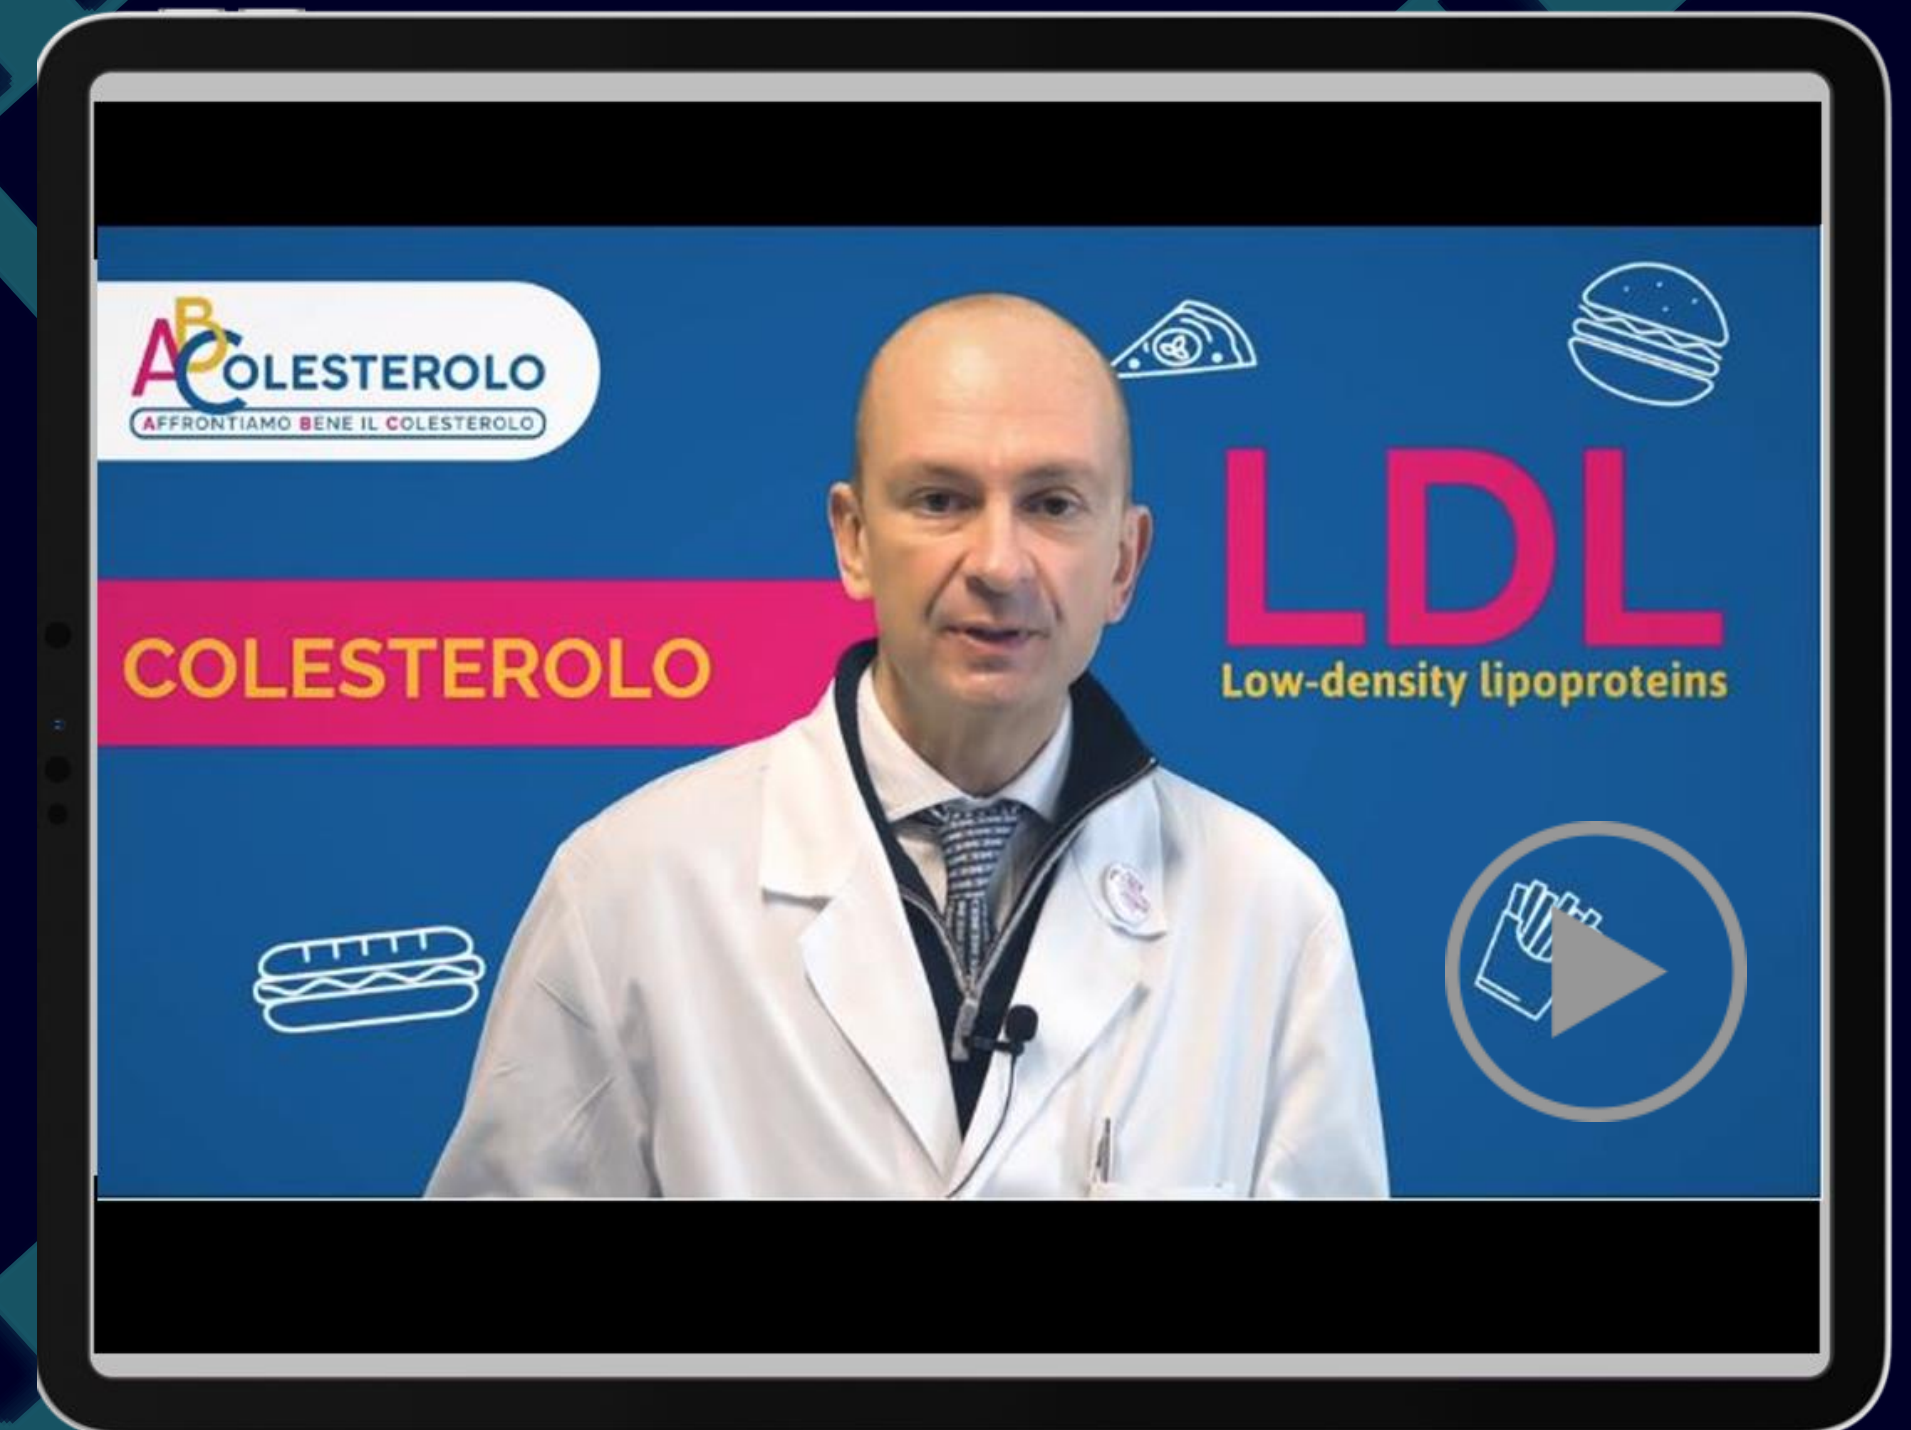 ABCOLESTEROLO
AFFRONTIAMO BENE IL COLESTEROLO
COLESTEROLO
LDL
Low-density lipoproteins